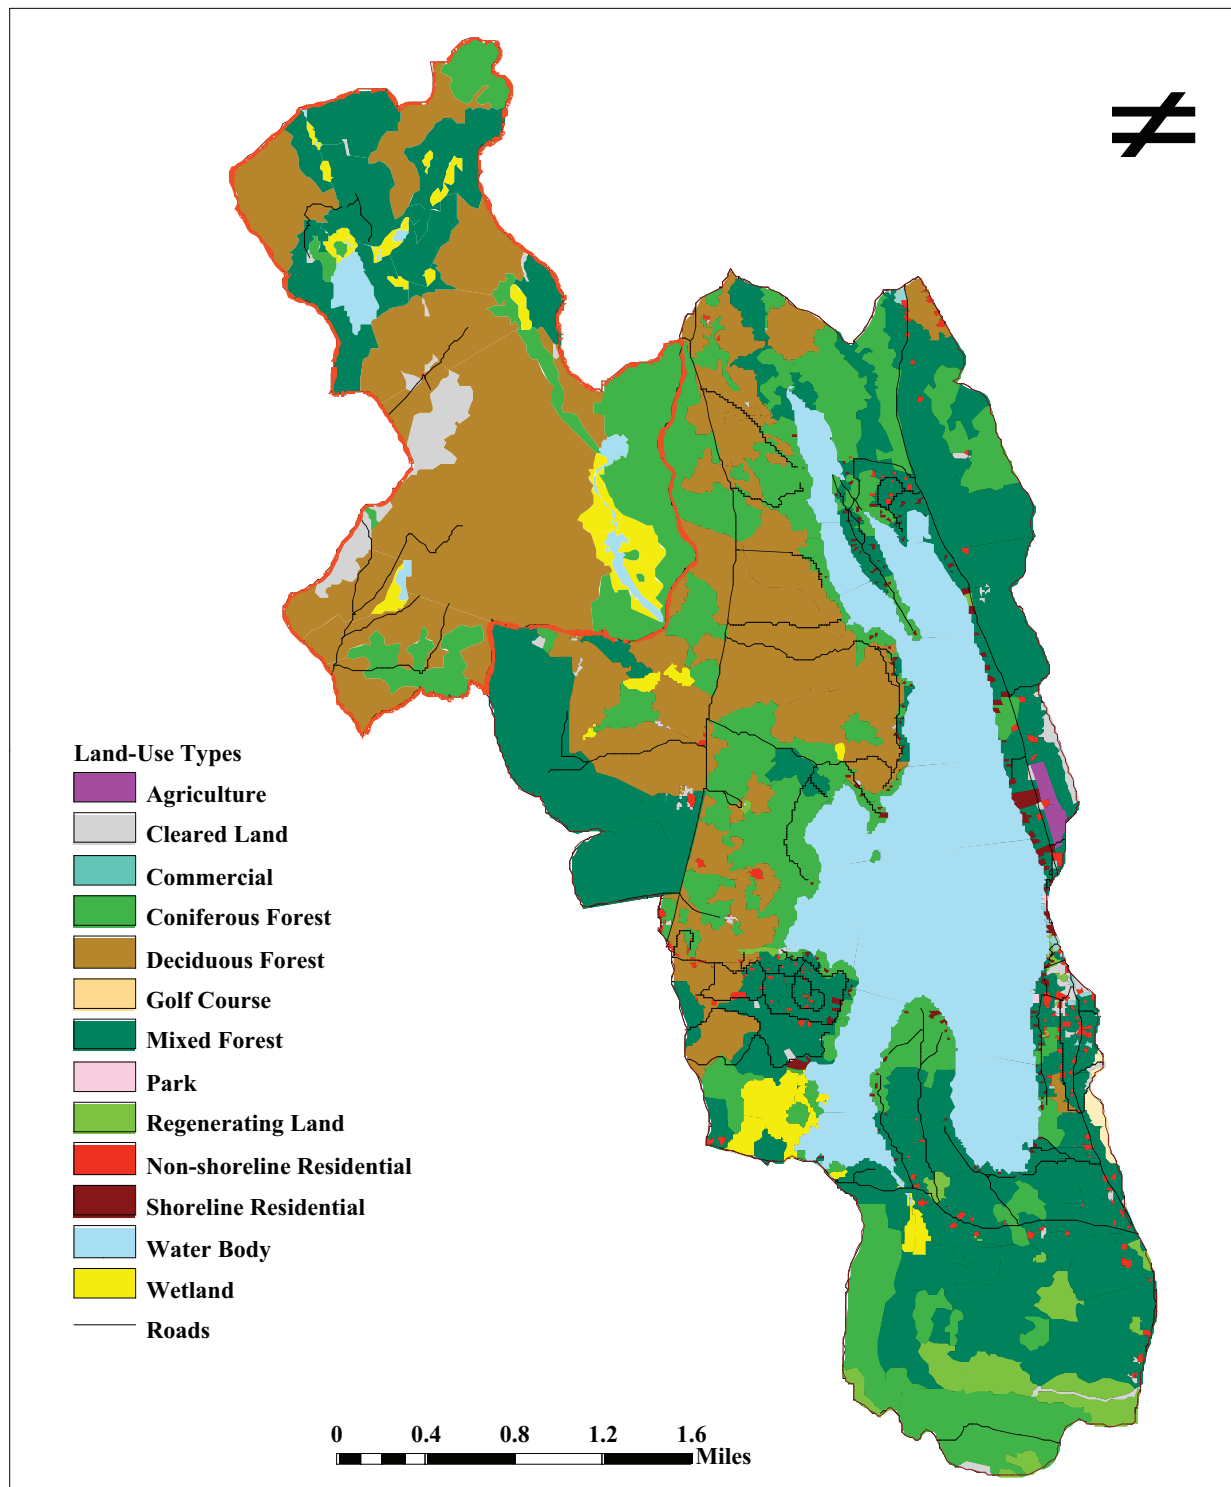 ≠
Land-Use Types
Agriculture
Cleared Land
Commercial
Coniferous Forest
Deciduous Forest
Golf Course
Mixed Forest
Park
Regenerating Land
Non-shoreline Residential
Shoreline Residential
Water Body
Wetland
Roads
0 0.4 0.8 1.2 1.6
Miles